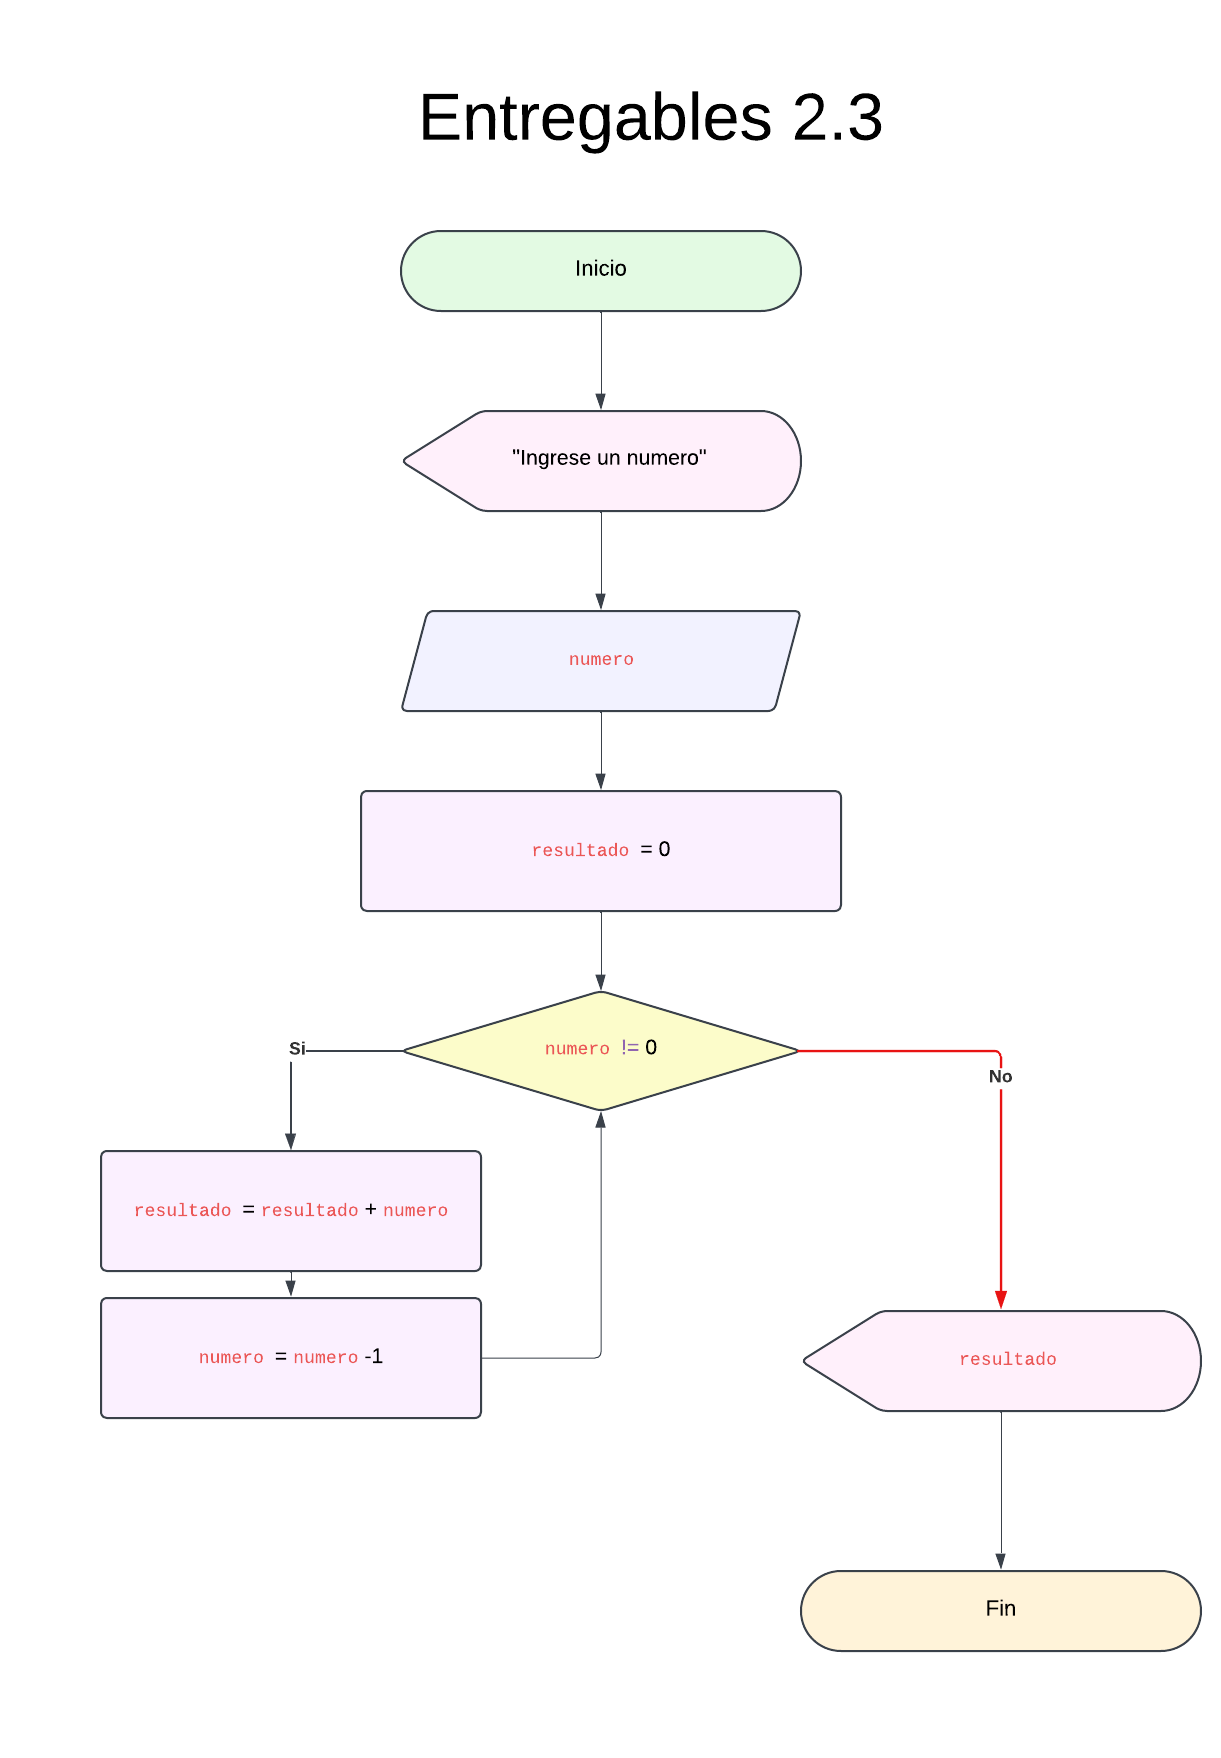 Entregables 2.3
Inicio
"Ingrese un numero"
numero
resultado = 0
numero != 0
Si
No
resultado = resultado + numero
numero = numero -1
resultado
Fin